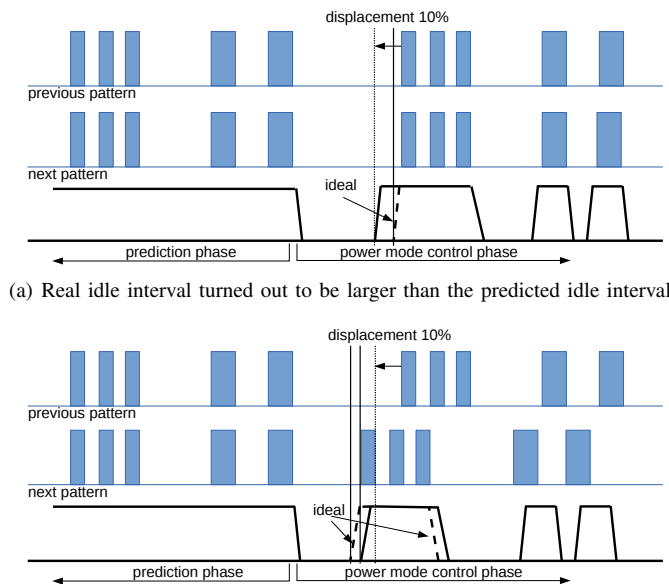 displacement 10%
previous pattern
next pattern
ideal
prediction phase
power mode control phase
(a) Real idle interval turned out to be larger than the predicted idle interval
displacement 10%
previous pattern
next pattern
ideal
prediction phase
power mode control phase